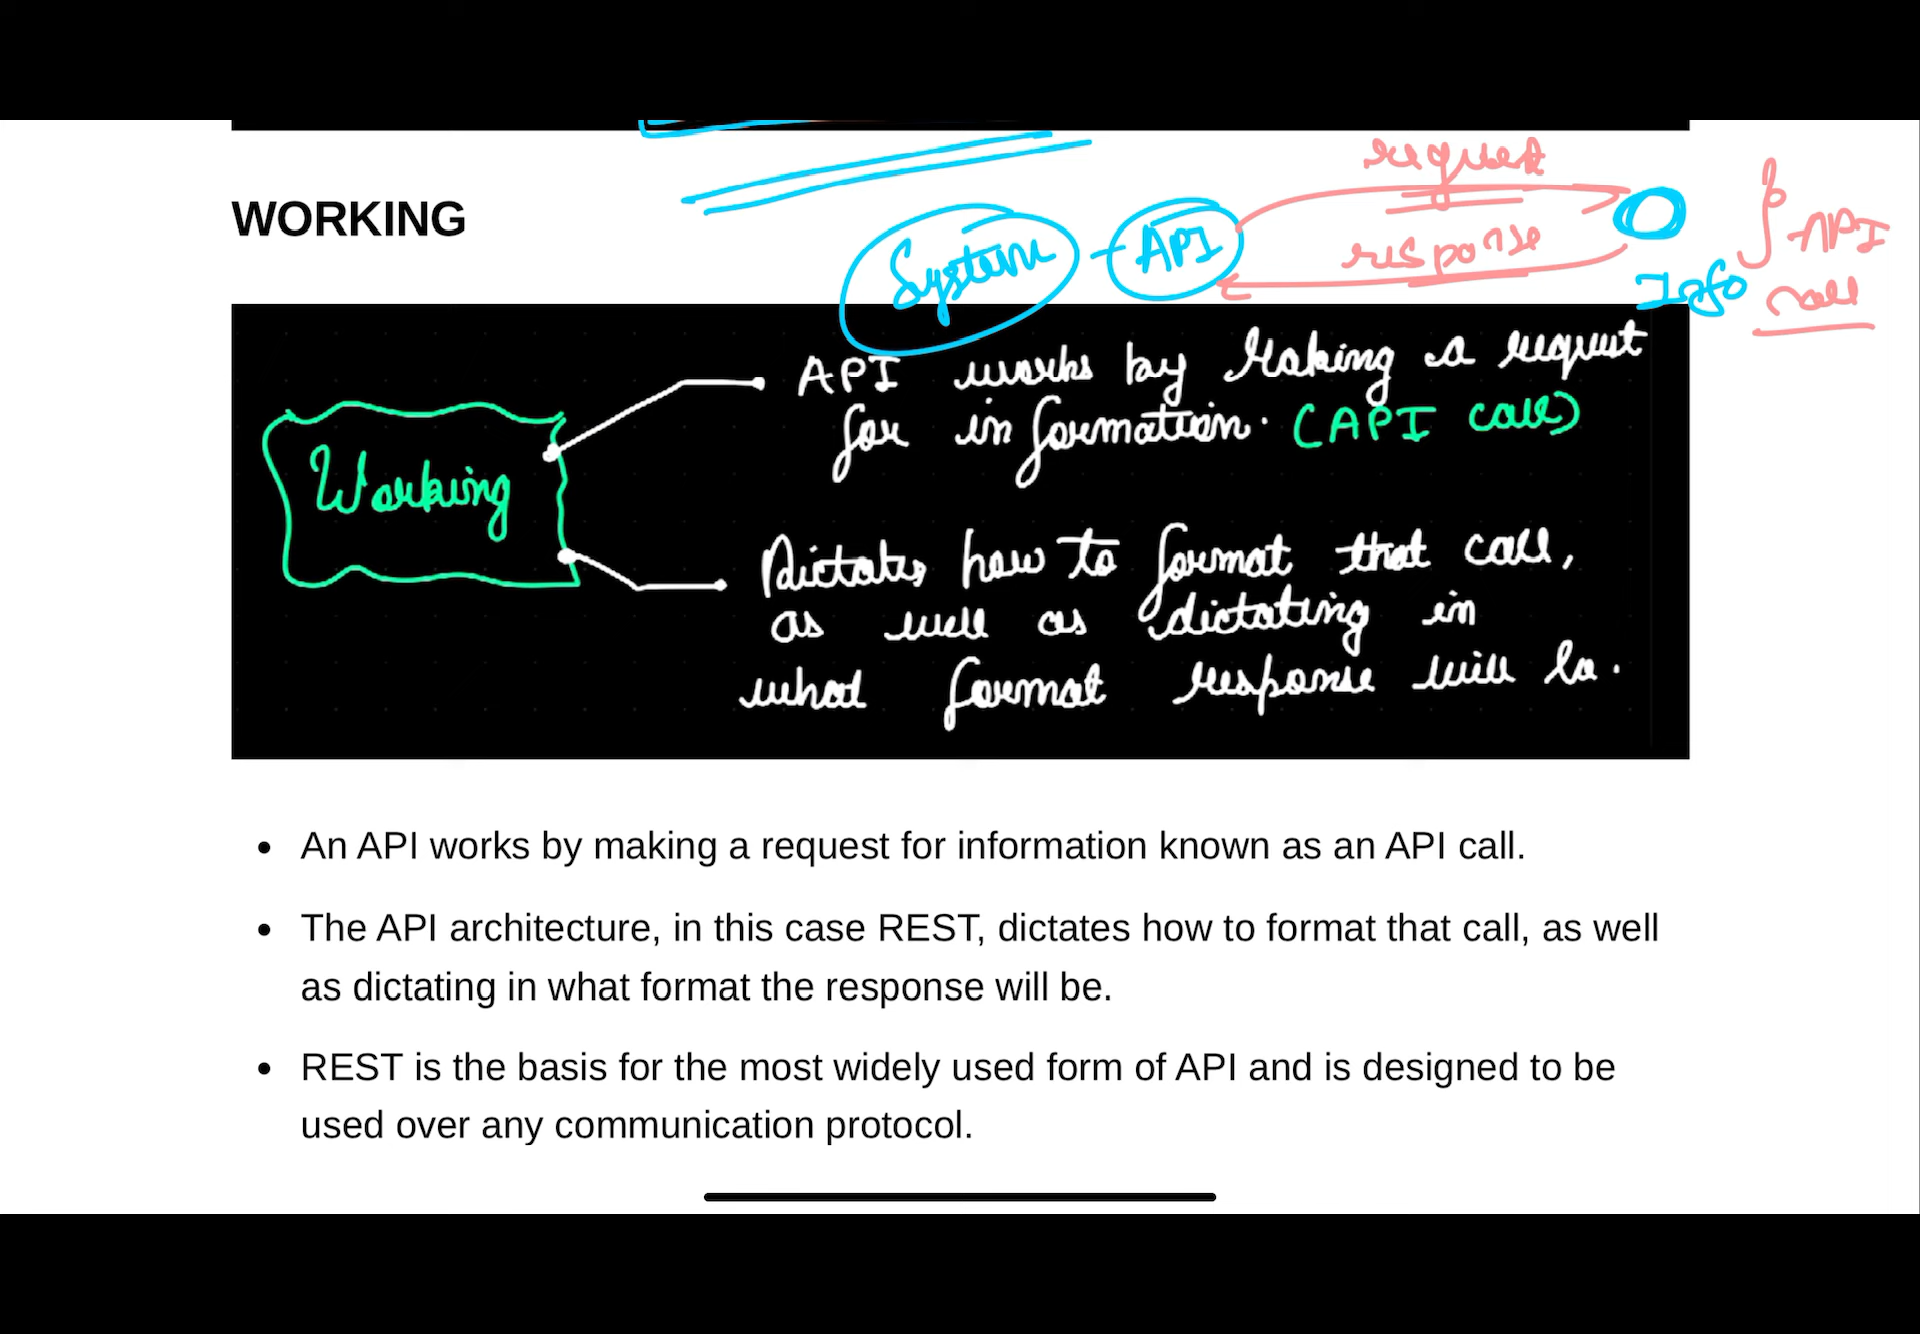 request
WORKING
System - API
response
API
Info
call
API works by Making a request
for information. (API call)
Working
Dictates how to format that call,
as well as dictating in
what format response will be.
• An API works by making a request for information known as an API call.
• The API architecture, in this case REST, dictates how to format that call, as well
as dictating in what format the response will be.
• REST is the basis for the most widely used form of API and is designed to be
used over any communication protocol.